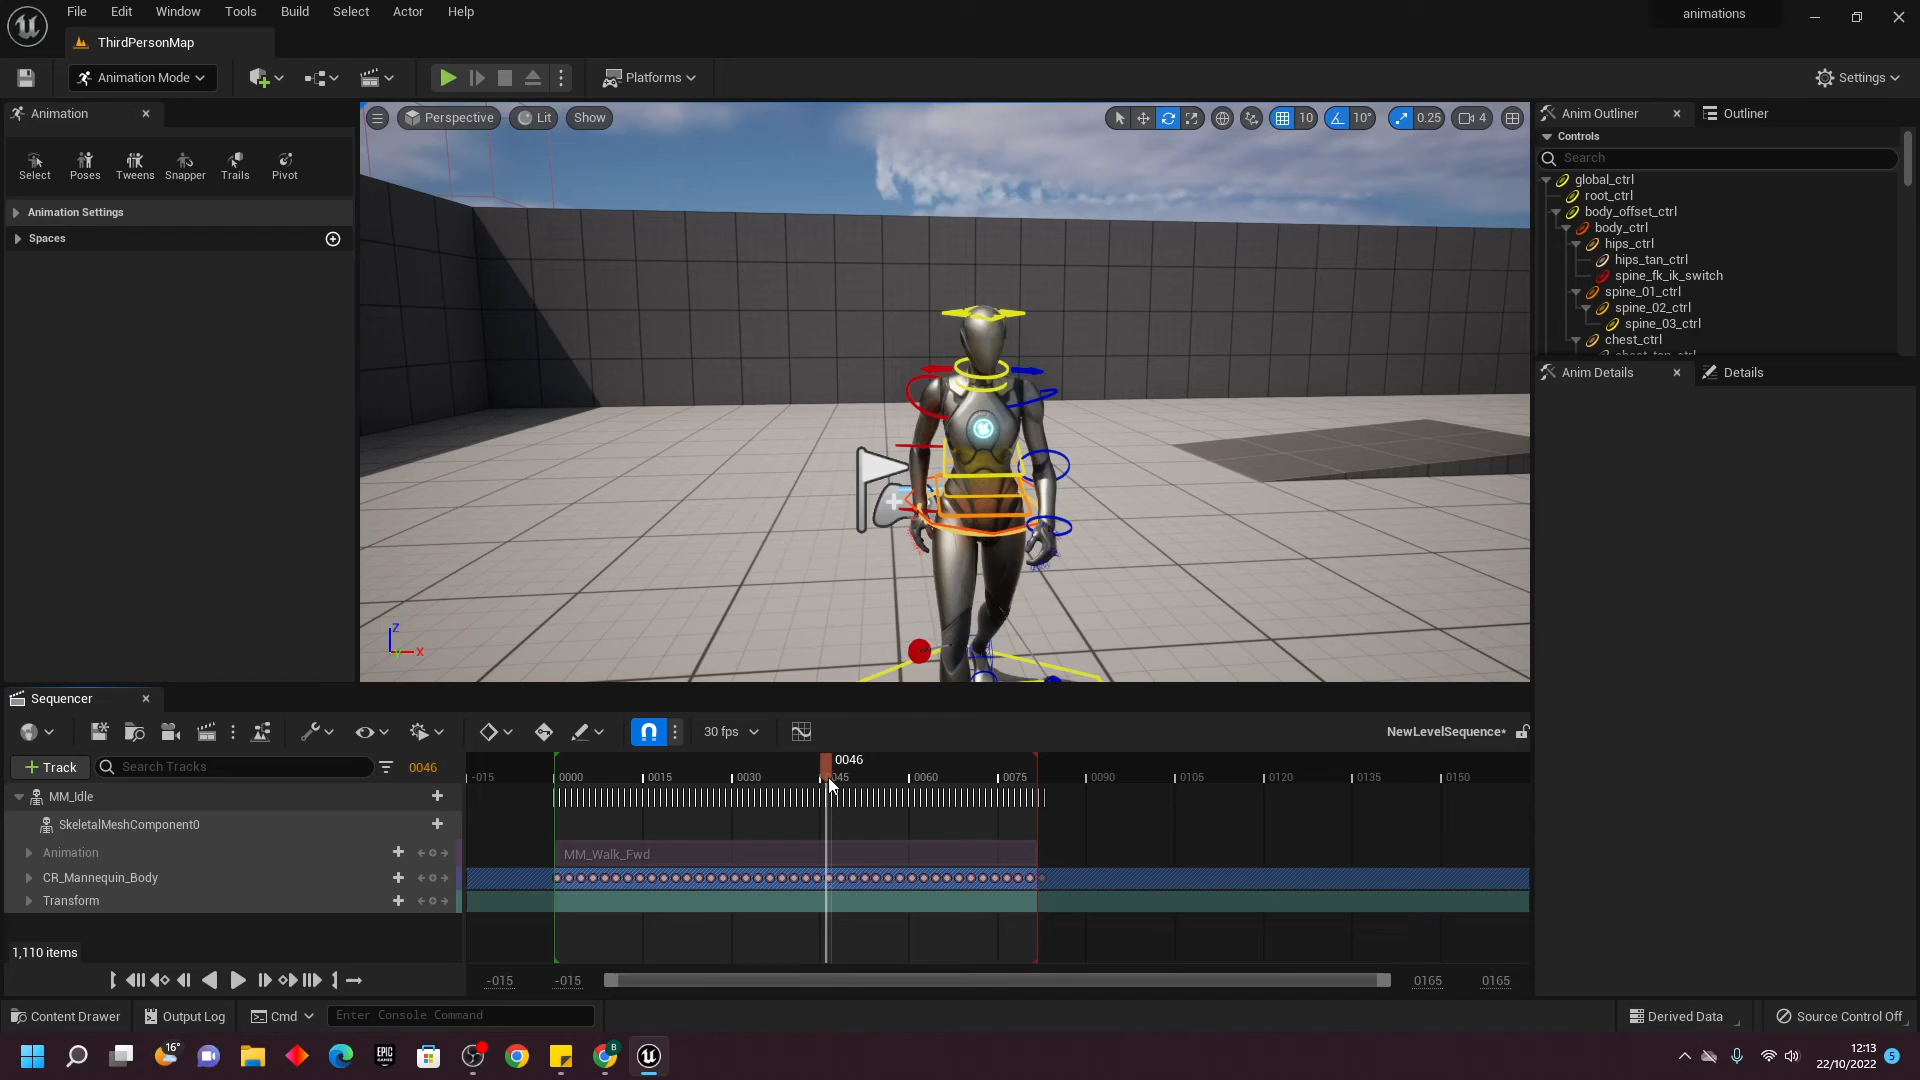 File Edit Window Tools Build Select Actor Help
animations
ThirdPersonMap
Animation Mode
Platforms
Settings
Animation
Select Poses Tweens Snapper Trails Pivot
Animation Settings
Spaces
Perspective Lit Show
10 10° 0.25 4
Z
X
Anim Outliner Outliner
Controls
Search
global_ctrl
root_ctrl
body_offset_ctrl
body_ctrl
hips_ctrl
hips_tan_ctrl
spine_fk_ik_switch
spine_01_ctrl
spine_02_ctrl
spine_03_ctrl
chest_ctrl
chest_tan_ctrl
Anim Details Details
Sequencer
30 fps
NewLevelSequence*
Track Search Tracks 0046
0046
-015 0000 0015 0030 0045 0060 0075 0090 0105 0120 0135 0150
MM_Idle
SkeletalMeshComponent0
Animation
MM_Walk_Fwd
CR_Mannequin_Body
Transform
1,110 items
-015 -015 0165 0165
Content Drawer Output Log Cmd Enter Console Command
Derived Data Source Control Off
16°
EPIC GAMES
B
12:13
22/10/2022
5